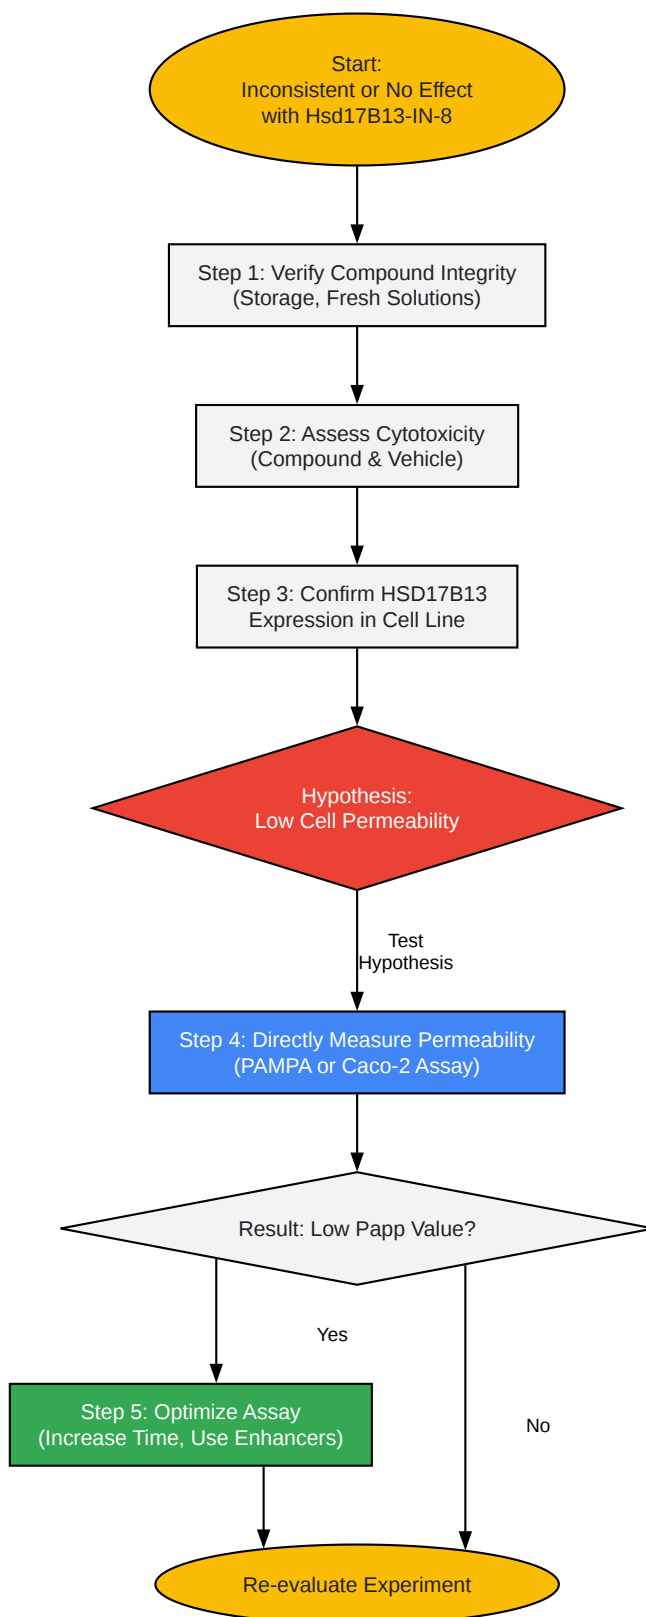 Start:
Inconsistent or No Effect
with Hsd17B13-IN-8
Step 1: Verify Compound Integrity
(Storage, Fresh Solutions)
Step 2: Assess Cytotoxicity
(Compound & Vehicle)
Step 3: Confirm HSD17B13
Expression in Cell Line
Hypothesis:
Low Cell Permeability
Test
Hypothesis
Step 4: Directly Measure Permeability
(PAMPA or Caco-2 Assay)
Result: Low Papp Value?
Yes
Step 5: Optimize Assay
(Increase Time, Use Enhancers)
No
Re-evaluate Experiment